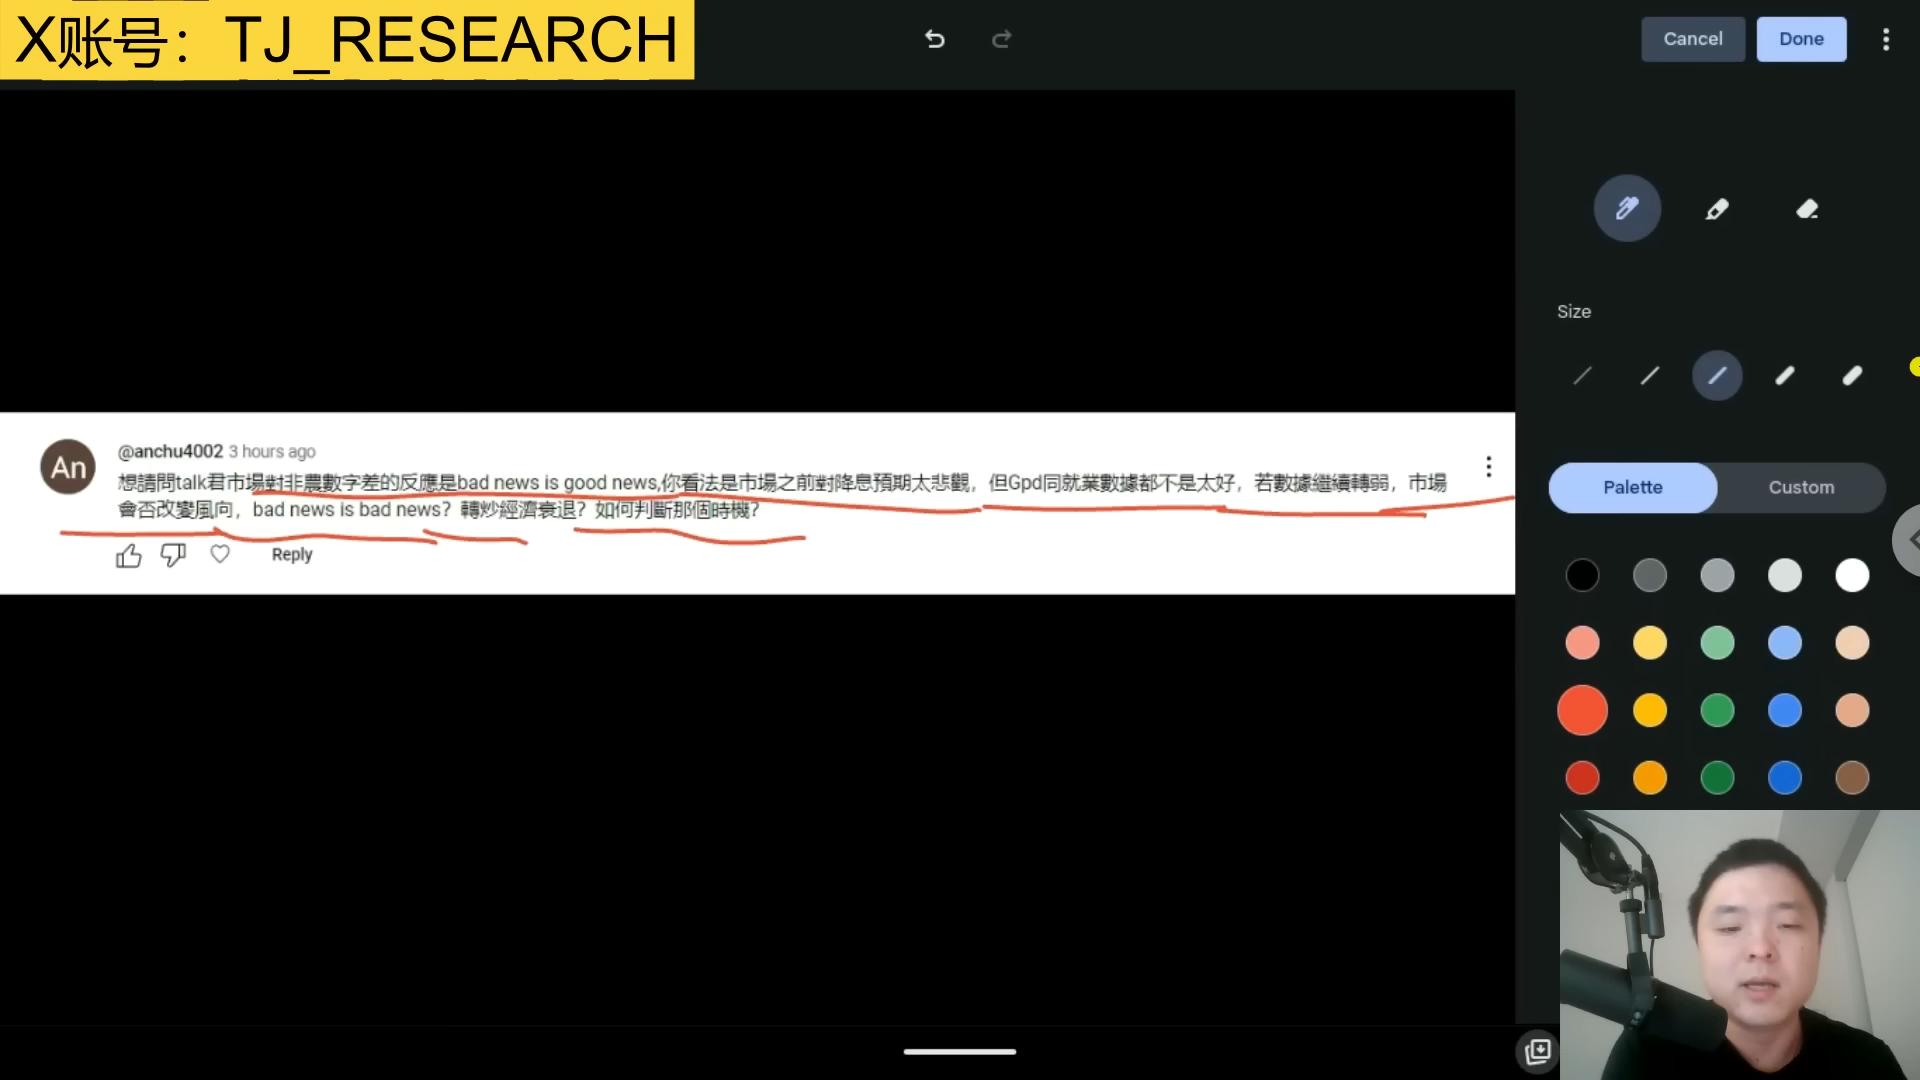 X账号：TJ_RESEARCH
Cancel
Done
Size
Palette
Custom
An
@anchu4002 3 hours ago
想請問talk君市場對非農數字差的反應是bad news is good news,你看法是市場之前對降息預期太悲觀，但Gpd同就業數據都不是太好，若數據繼續轉弱，市場
會否改變風向，bad news is bad news？轉炒經濟衰退？如何判斷那個時機？
Reply